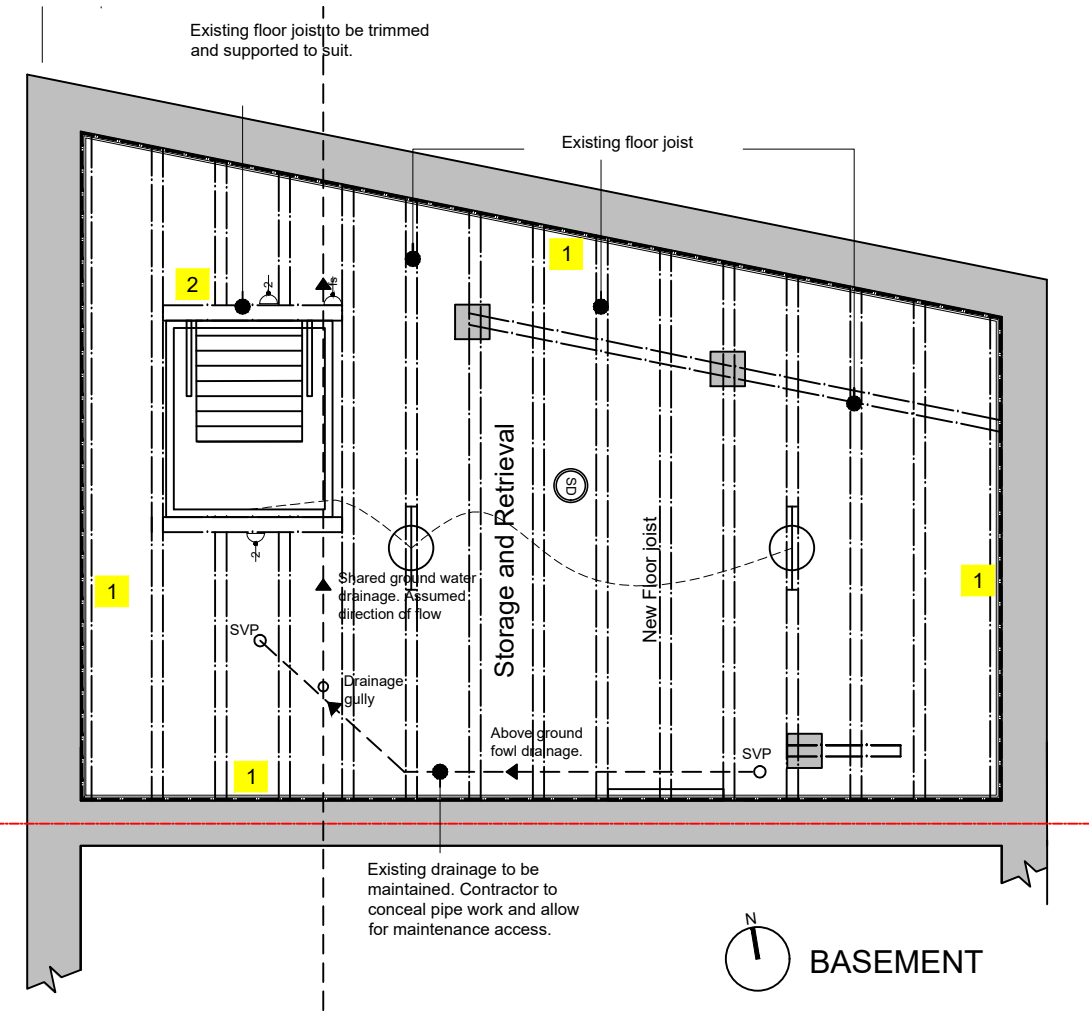 Existing floor joist to be trimmed
and supported to suit.
Existing floor joist
1
2
2
1s
SD
Storage and Retrieval
New Floor joist
2
1
1
Shared ground water
drainage. Assumed
direction of flow
SVP
Drainage
gully
Above ground
fowl drainage.
SVP
1
Existing drainage to be
maintained. Contractor to
conceal pipe work and allow
for maintenance access.
N
BASEMENT